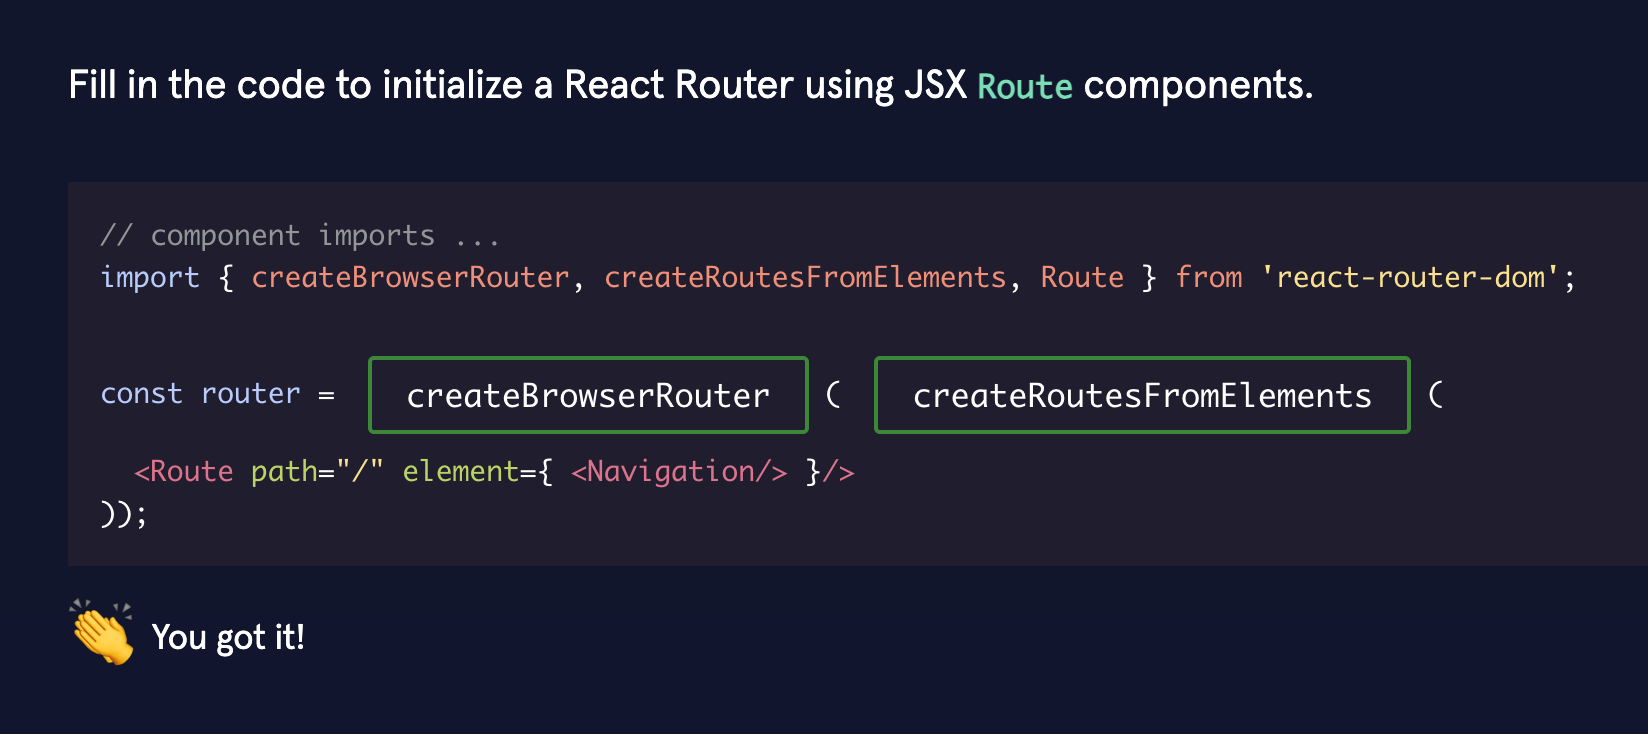 Fill in the code to initialize a React Router using JSX Route components.
// component imports ...
import { createBrowserRouter, createRoutesFromElements, Route } from 'react-router-dom';
const router = createBrowserRouter ( createRoutesFromElements (
<Route path="/" element={ <Navigation/> }/>
));
You got it!